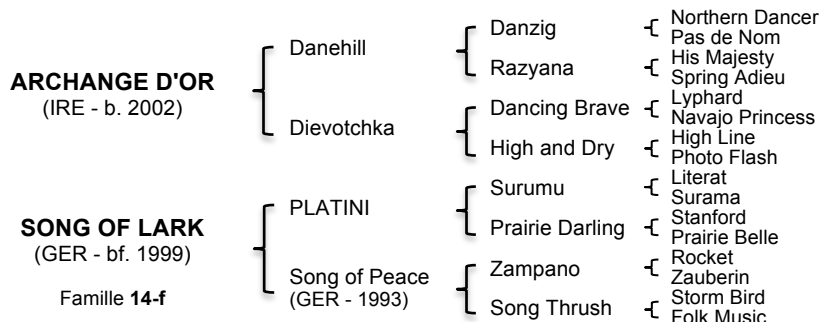 ARCHANGE D'OR
(IRE - b. 2002)
Danehill
Dievotchka
Danzig
Razyana
Dancing Brave
High and Dry
Northern Dancer
Pas de Nom
His Majesty
Spring Adieu
Lyphard
Navajo Princess
High Line
Photo Flash
SONG OF LARK
(GER - bf. 1999)
Famille 14-f
PLATINI
Song of Peace
(GER - 1993)
Surumu
Prairie Darling
Zampano
Song Thrush
Literat
Surama
Stanford
Prairie Belle
Rocket
Zauberin
Storm Bird
Folk Music